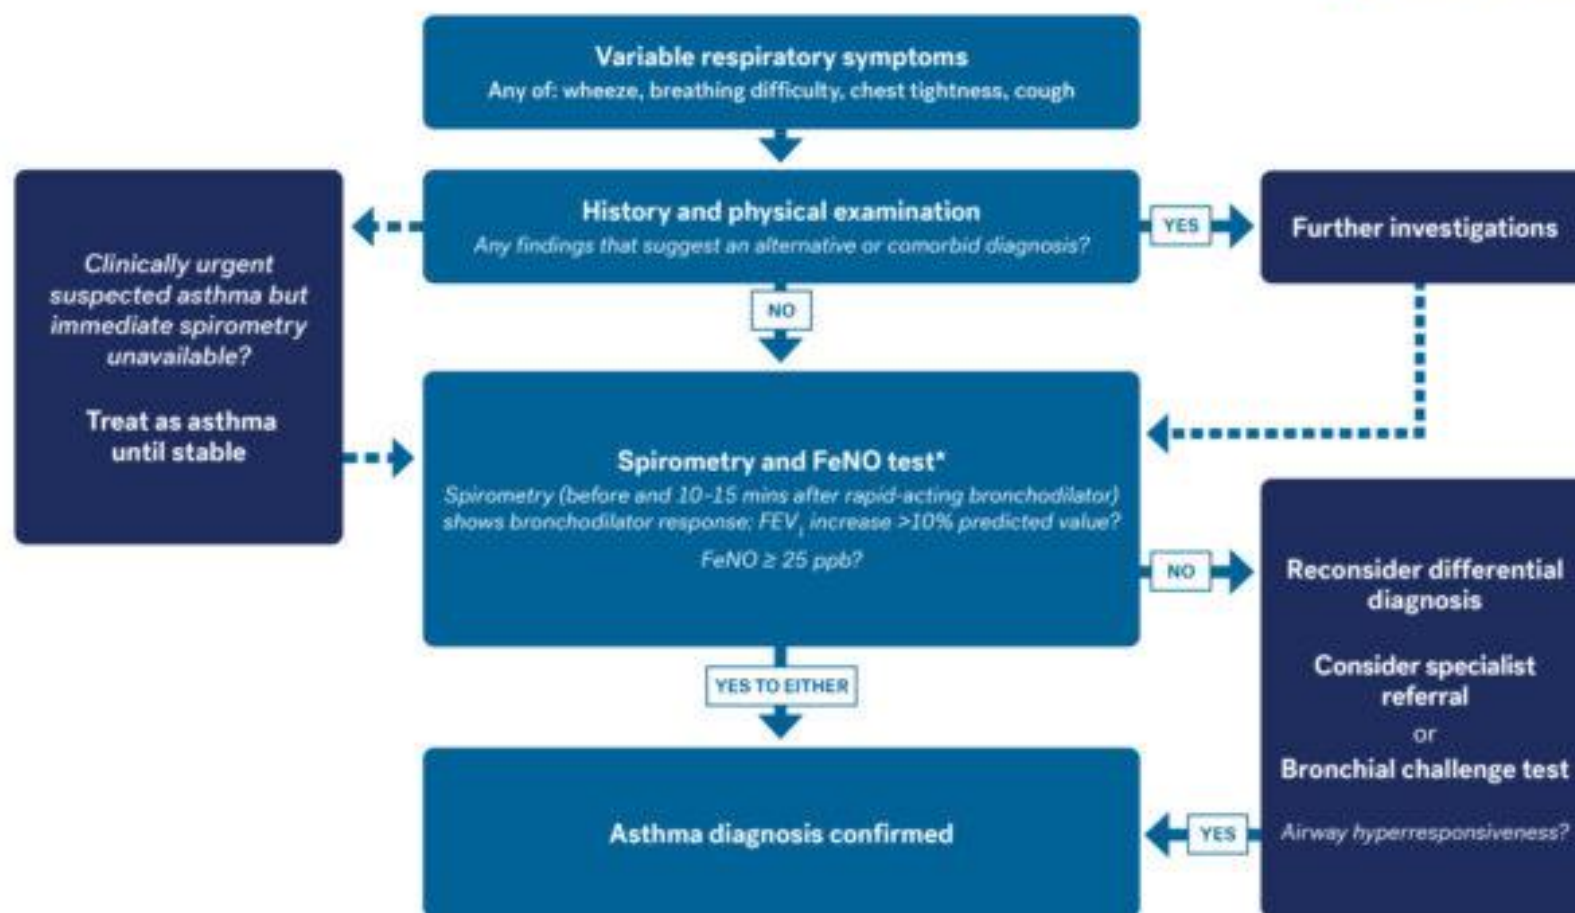 Variable respiratory symptoms
Any of: wheeze, breathing difficulty, chest tightness, cough
History and physical examination
Any findings that suggest an alternative or comorbid diagnosis?
YES
Further investigations
Clinically urgent
suspected asthma but
immediate spirometry
unavailable?
Treat as asthma
until stable
NO
Spirometry and FeNO test*
Spirometry (before and 10–15 mins after rapid-acting bronchodilator)
shows bronchodilator response: FEV₁ increase >10% predicted value?
FeNO ≥ 25 ppb?
NO
Reconsider differential
diagnosis
Consider specialist
referral
or
Bronchial challenge test
Airway hyperresponsiveness?
YES TO EITHER
YES
Asthma diagnosis confirmed